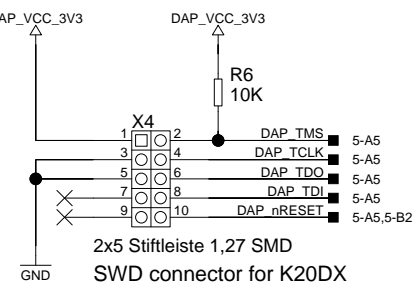 AP_VCC_3V3 DAP_VCC_3V3
R6
10K
X4
1 2 DAP_TMS 5-A5
3 4 DAP_TCLK 5-A5
5 6 DAP_TDO 5-A5
7 8 DAP_TDI 5-A5
9 10 DAP_nRESET 5-A5,5-B2
2x5 Stiftleiste 1,27 SMD
GND SWD connector for K20DX